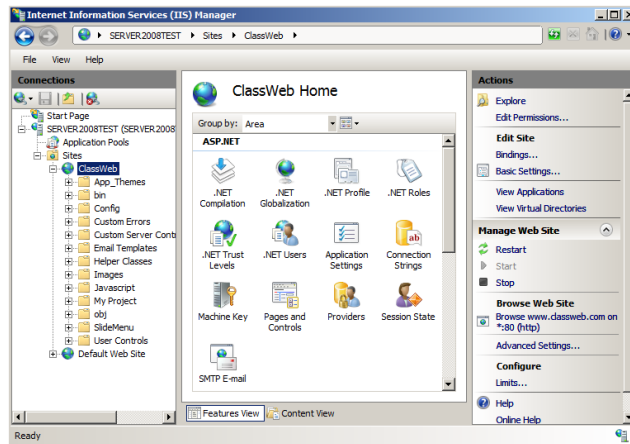 Internet Information Services (IIS) Manager
SERVER2008TEST Sites ClassWeb
File View Help
Connections
Start Page
SERVER2008TEST (SERVER2008
Application Pools
Sites
ClassWeb
App_Themes
bin
Config
Custom Errors
Custom Server Cont
Email Templates
Helper Classes
Images
Javascript
My Project
obj
SlideMenu
User Controls
Default Web Site
ClassWeb Home
Group by: Area
ASP.NET
.NET Compilation
.NET Globalization
.NET Profile
.NET Roles
.NET Trust Levels
.NET Users
Application Settings
Connection Strings
ab
Machine Key
Pages and Controls
Providers
Session State
SMTP E-mail
Features View
Content View
Actions
Explore
Edit Permissions...
Edit Site
Bindings...
Basic Settings...
View Applications
View Virtual Directories
Manage Web Site
Restart
Start
Stop
Browse Web Site
Browse www.classweb.com on
*:80 (http)
Advanced Settings...
Configure
Limits...
Help
Online Help
Ready